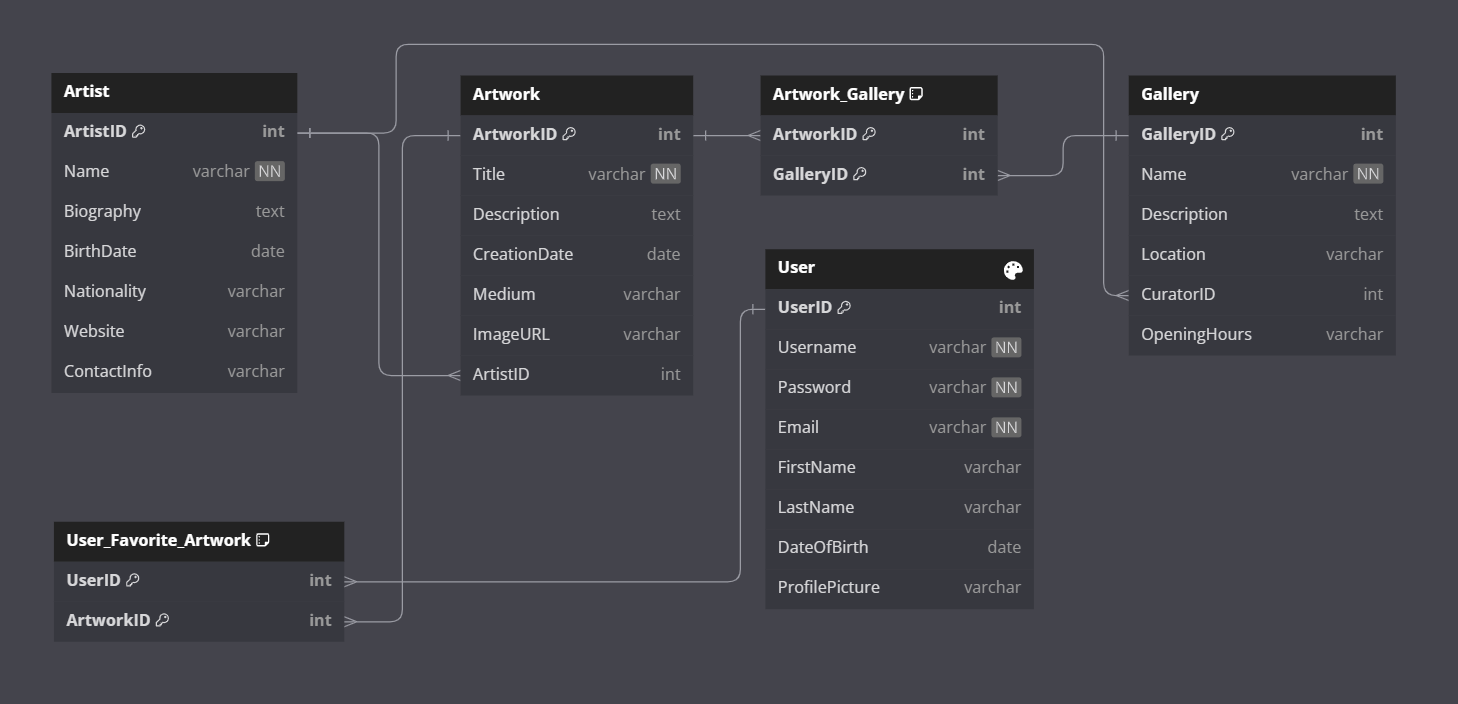 Artist
ArtistID int
Name varchar NN
Biography text
BirthDate date
Nationality varchar
Website varchar
ContactInfo varchar
Artwork
ArtworkID int
Title varchar NN
Description text
CreationDate date
Medium varchar
ImageURL varchar
ArtistID int
Artwork_Gallery
ArtworkID int
GalleryID int
Gallery
GalleryID int
Name varchar NN
Description text
Location varchar
CuratorID int
OpeningHours varchar
User
UserID int
Username varchar NN
Password varchar NN
Email varchar NN
FirstName varchar
LastName varchar
DateOfBirth date
ProfilePicture varchar
User_Favorite_Artwork
UserID int
ArtworkID int